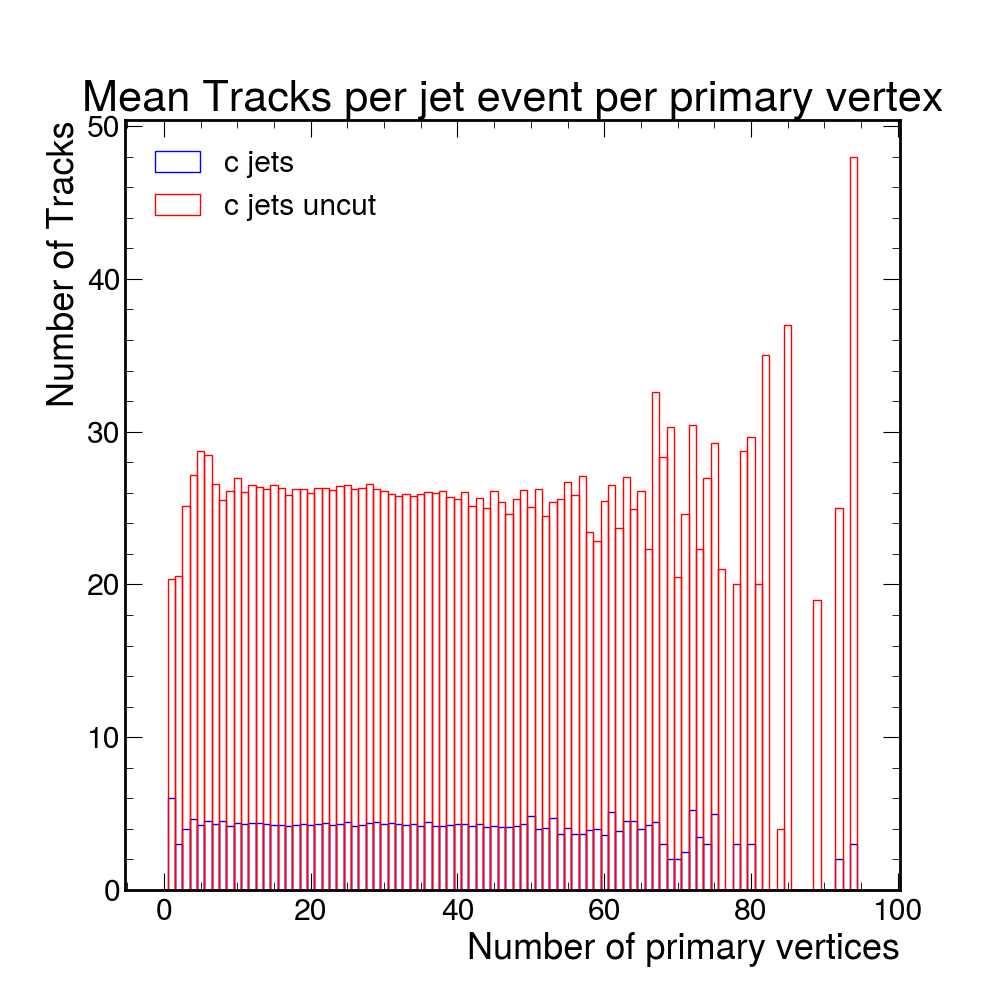 Mean Tracks per jet event per primary vertex
Number of Tracks
50
40
30
20
10
0
c jets
c jets uncut
0 20 40 60 80 100
Number of primary vertices